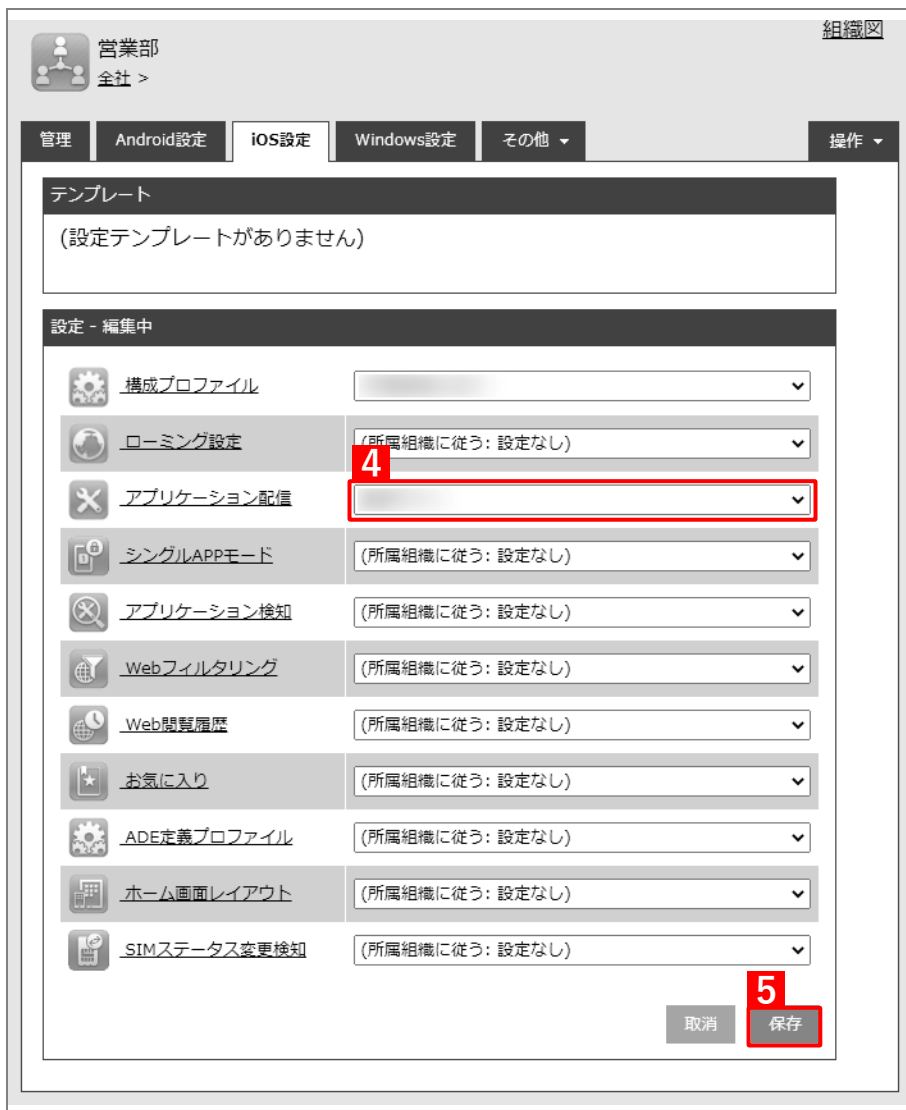 組織図
営業部
全社 >
管理 Android設定 iOS設定 Windows設定 その他 操作
テンプレート
(設定テンプレートがありません)
設定 - 編集中
構成プロファイル
ローミング設定 (所属組織に従う: 設定なし)
4
アプリケーション配信
シングルAPPモード (所属組織に従う: 設定なし)
アプリケーション検知 (所属組織に従う: 設定なし)
Webフィルタリング (所属組織に従う: 設定なし)
Web閲覧履歴 (所属組織に従う: 設定なし)
お気に入り (所属組織に従う: 設定なし)
ADE定義プロファイル (所属組織に従う: 設定なし)
ホーム画面レイアウト (所属組織に従う: 設定なし)
SIMステータス変更検知 (所属組織に従う: 設定なし)
5
取消 保存